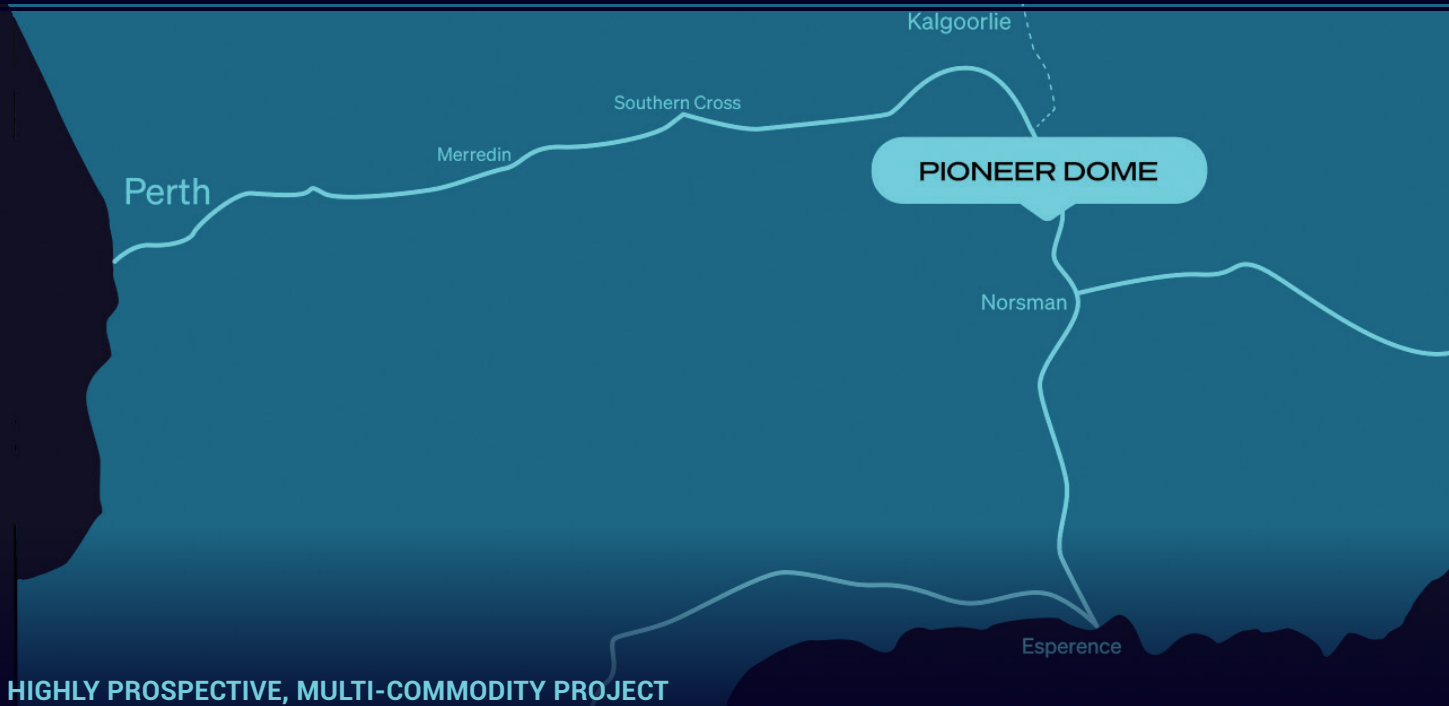 Kalgoorlie
Southern Cross
Merredin
PIONEER DOME
Perth
Norsman
Esperence
HIGHLY PROSPECTIVE, MULTI-COMMODITY PROJECT